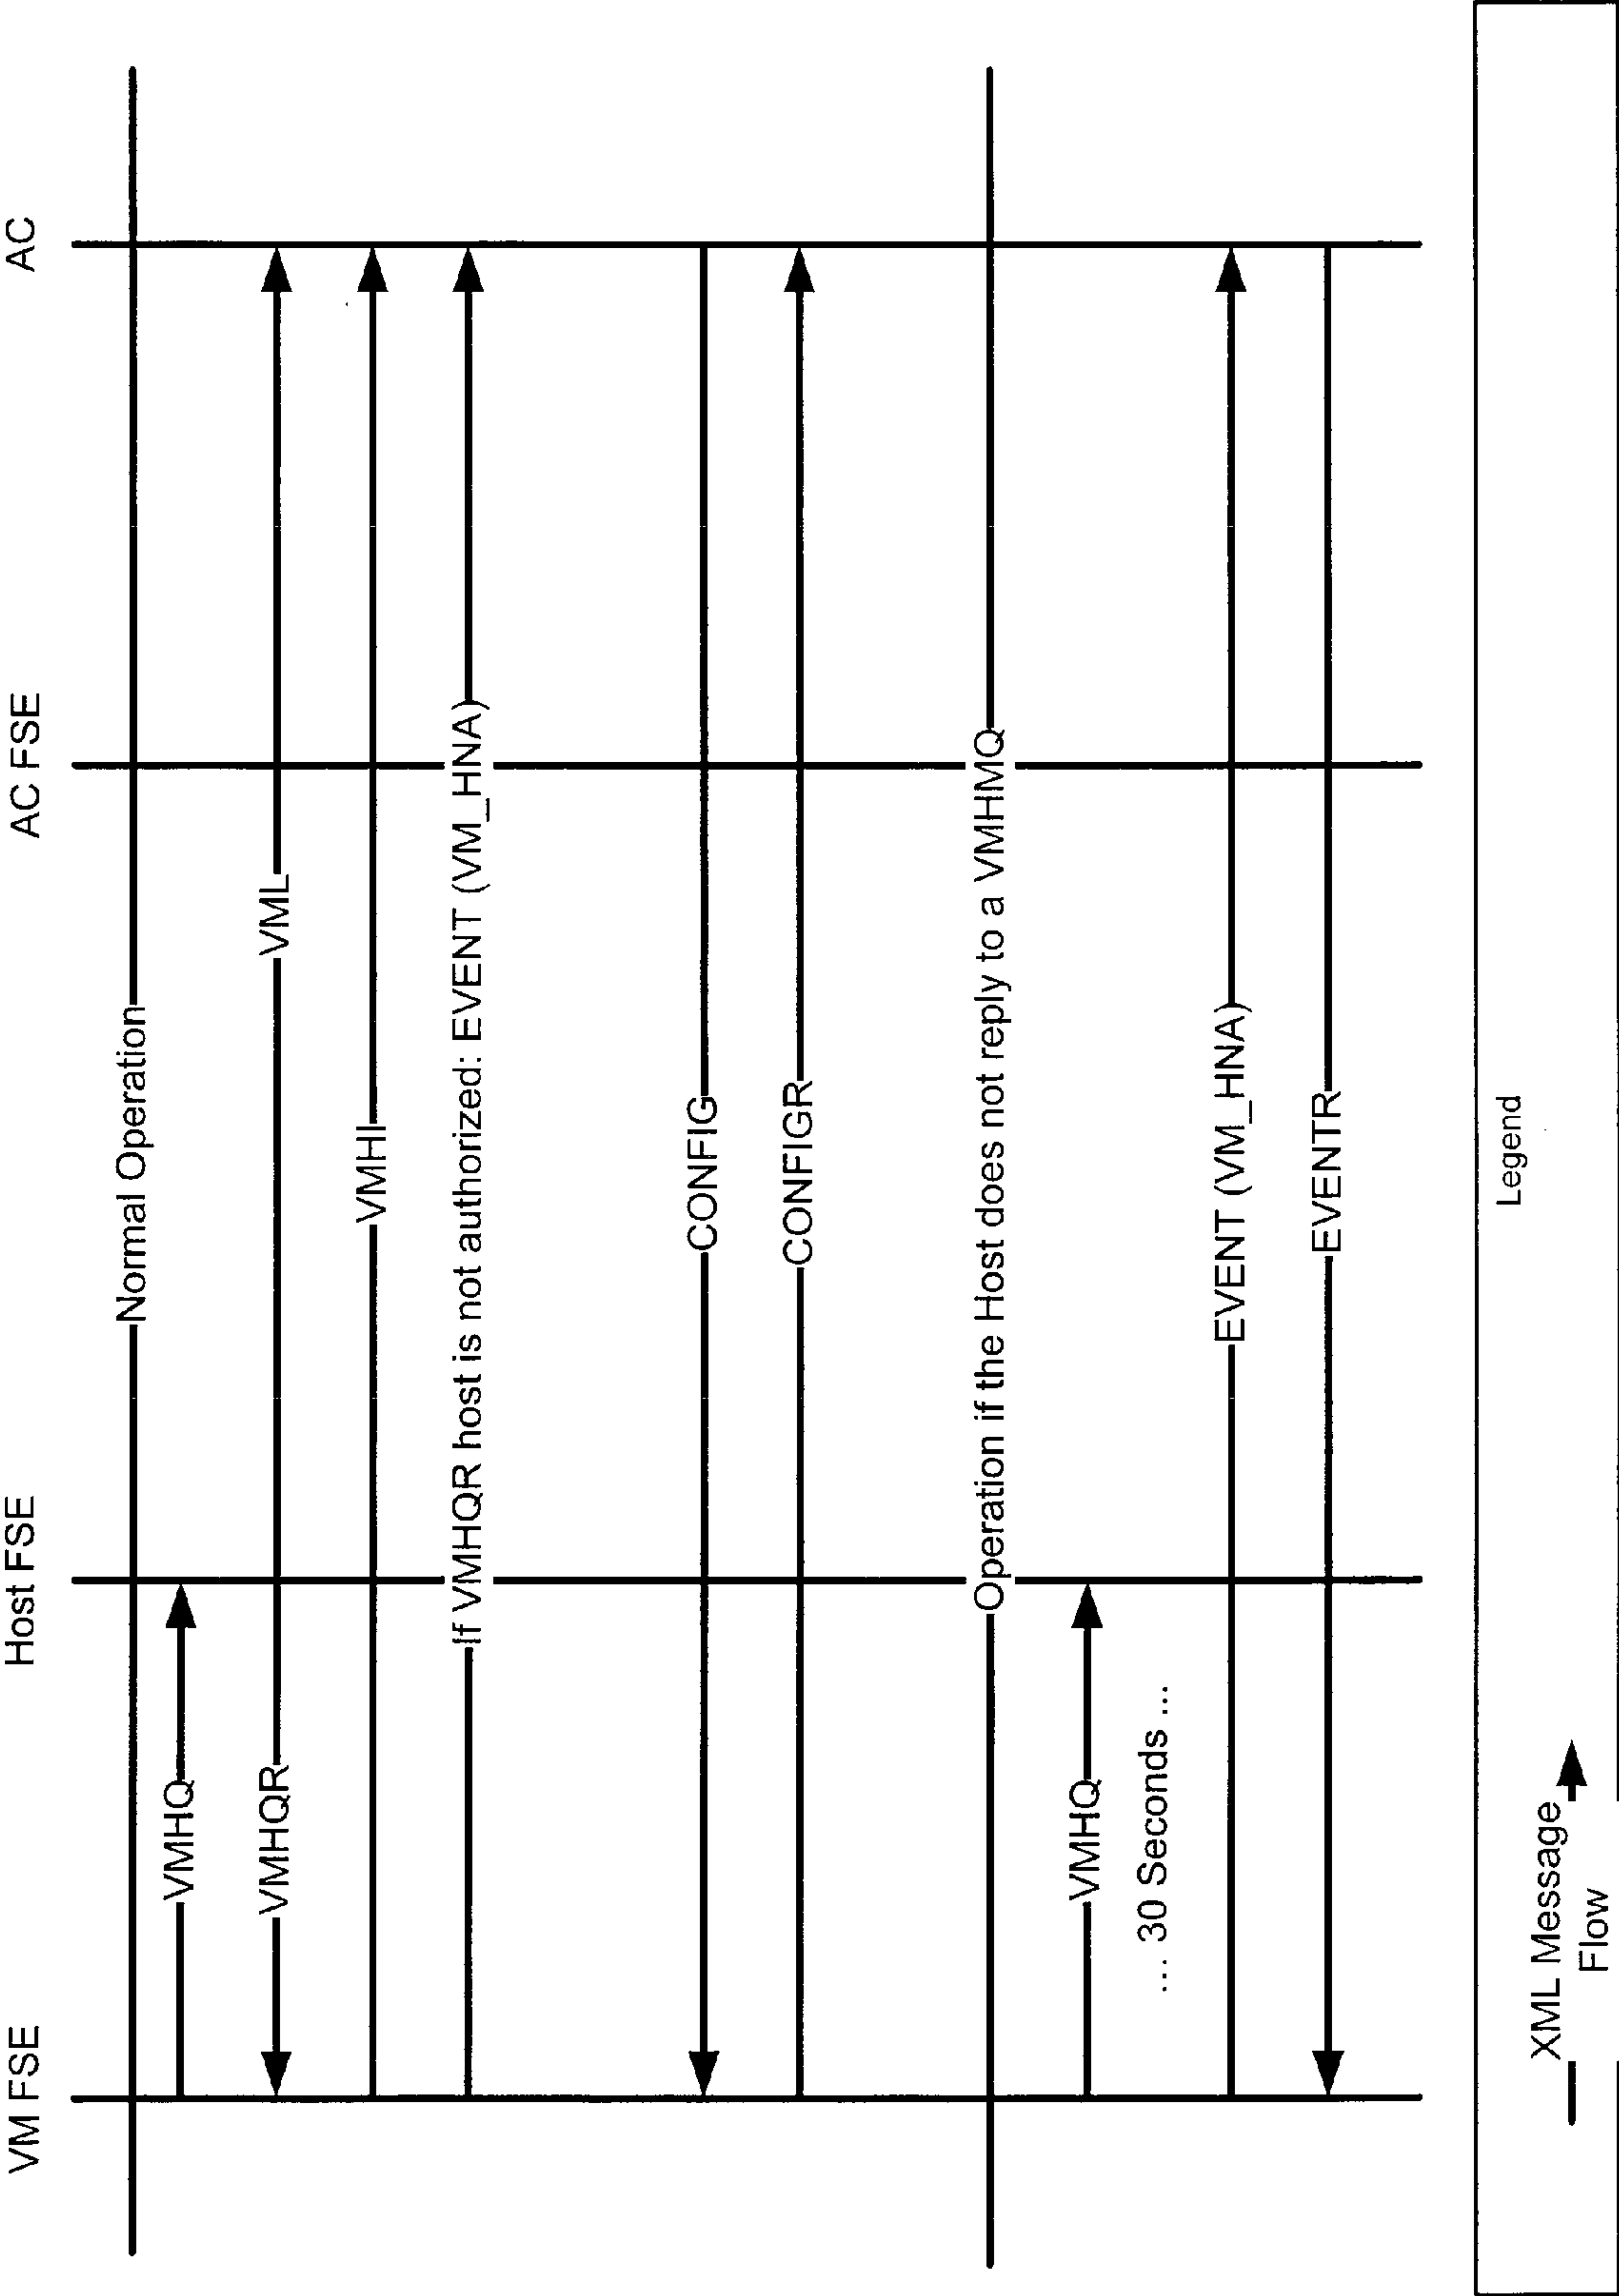 VM FSE
Host FSE
AC FSE
AC
Normal Operation
VMHQ
VMHQR
VML
VMHI
If VMHQR host is not authorized: EVENT (VM_HNA)
CONFIG
CONFIGR
Operation if the Host does not reply to a VMHMQ
VMHQ
... 30 Seconds ...
EVENT (VM_HNA)
EVENTR
Legend
XML Message
Flow